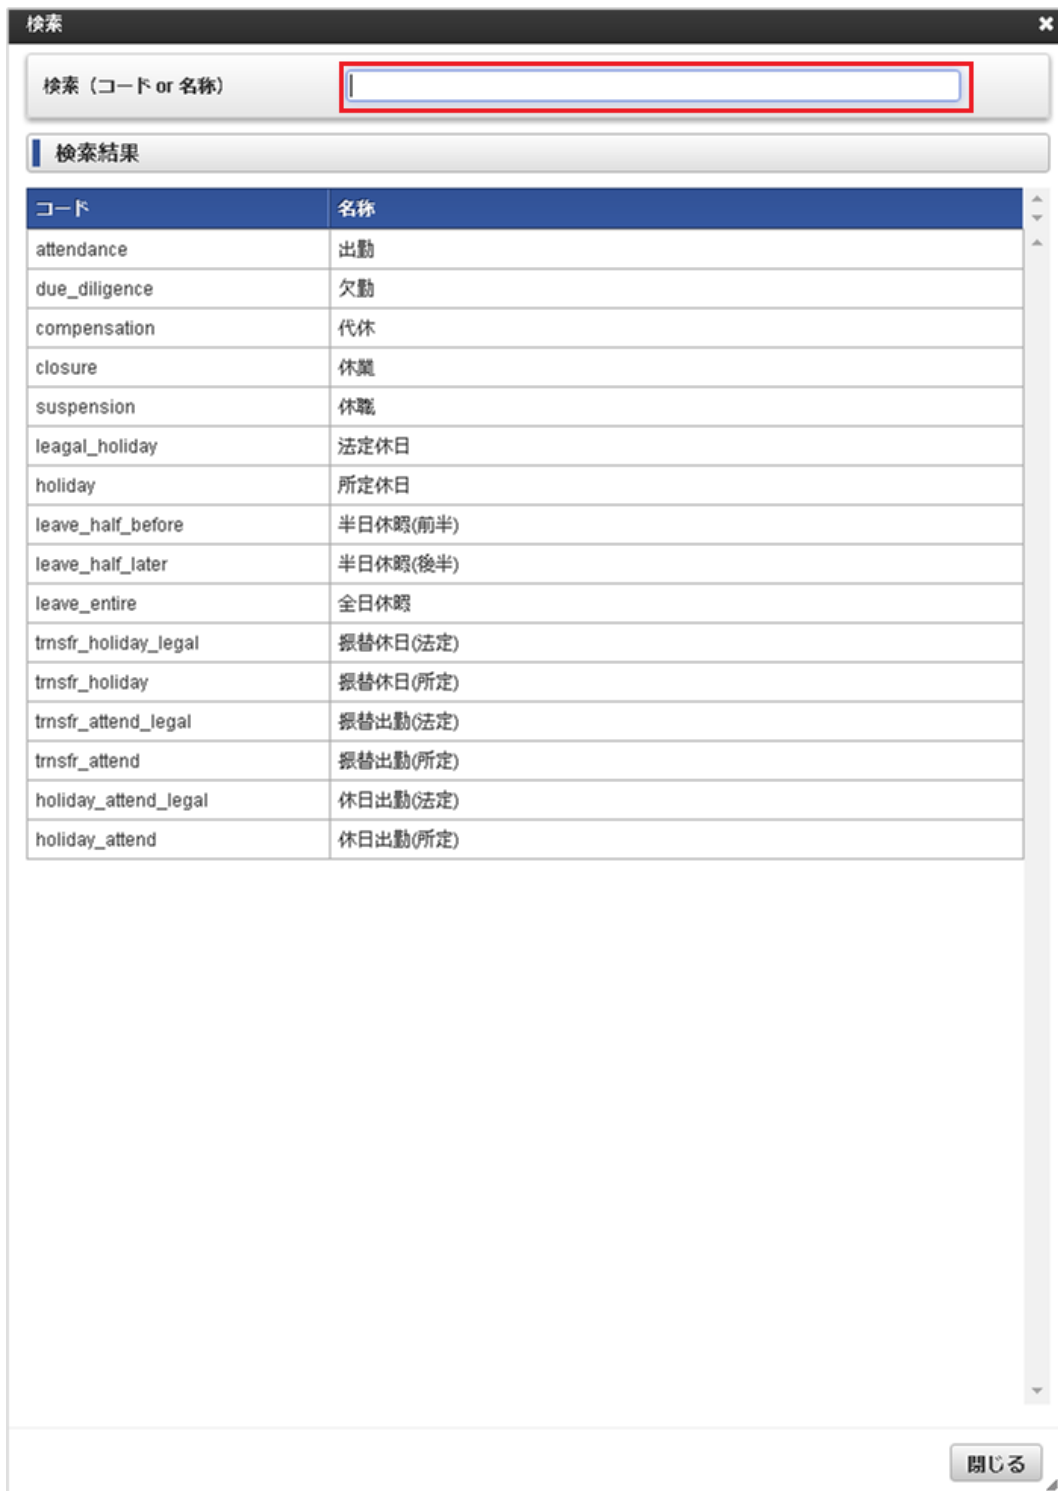 検索
検索（コード or 名称）
検索結果
コード 名称
attendance 出勤
due_diligence 欠勤
compensation 代休
closure 休業
suspension 休職
leagal_holiday 法定休日
holiday 所定休日
leave_half_before 半日休暇(前半)
leave_half_later 半日休暇(後半)
leave_entire 全日休暇
trnsfr_holiday_legal 振替休日(法定)
trnsfr_holiday 振替休日(所定)
trnsfr_attend_legal 振替出勤(法定)
trnsfr_attend 振替出勤(所定)
holiday_attend_legal 休日出勤(法定)
holiday_attend 休日出勤(所定)
閉じる